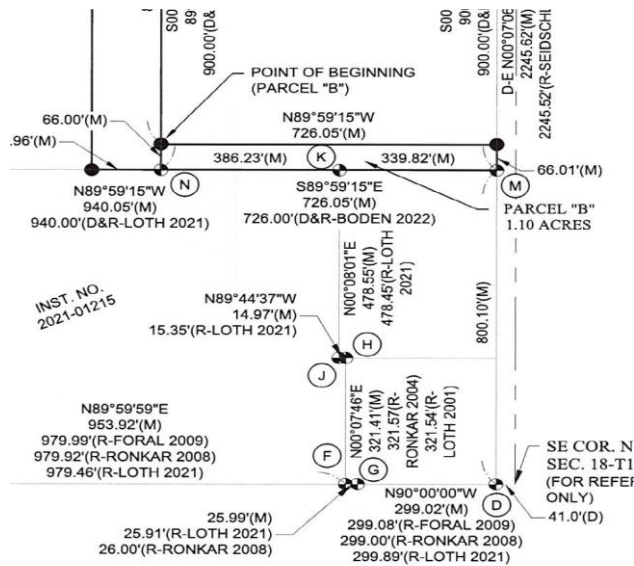 S00
89
900.00'(D&
S00
90
900.00'(D&
D-E N00°07'06
2245.62'(M)
2245.52'(R-SEIDSCHL
POINT OF BEGINNING
(PARCEL "B")
66.00'(M)
.96'(M)
N89°59'15"W
726.05'(M)
386.23'(M)
K
339.82'(M)
66.01'(M)
N
M
N89°59'15"W
940.05'(M)
940.00'(D&R-LOTH 2021)
S89°59'15"E
726.05'(M)
726.00'(D&R-BODEN 2022)
PARCEL "B"
1.10 ACRES
INST. NO.
2021-01215
N00°08'01"E
478.55'(M)
478.45'(R-LOTH
2021)
800.10'(M)
N89°44'37"W
14.97'(M)
15.35'(R-LOTH 2021)
H
J
N00°07'46"E
321.41'(M)
321.57(R-
RONKAR 2004)
321.54'(R-
LOTH 2001)
N89°59'59"E
953.92'(M)
979.99'(R-FORAL 2009)
979.92'(R-RONKAR 2008)
979.46'(R-LOTH 2021)
F
G
25.99'(M)
25.91'(R-LOTH 2021)
26.00'(R-RONKAR 2008)
N90°00'00"W
299.02'(M)
299.08'(R-FORAL 2009)
299.00'(R-RONKAR 2008)
299.89'(R-LOTH 2021)
D
SE COR. N
SEC. 18-T1
(FOR REFER
ONLY)
41.0'(D)